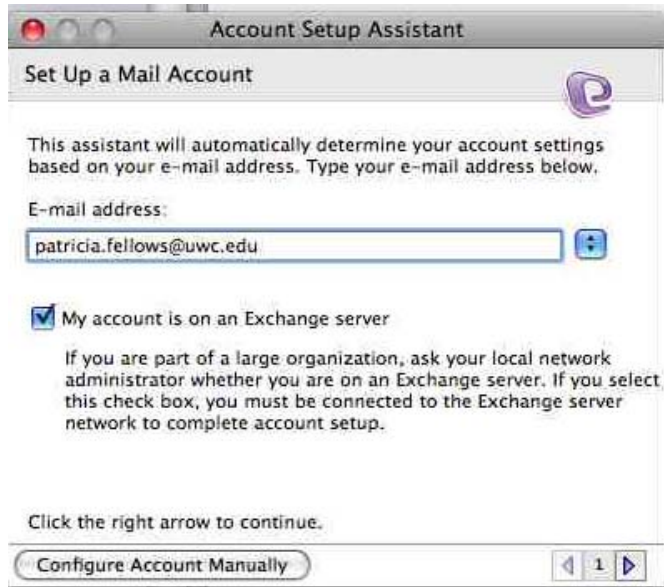 Account Setup Assistant
Set Up a Mail Account
This assistant will automatically determine your account settings
based on your e-mail address. Type your e-mail address below.
E-mail address:
patricia.fellows@uwc.edu
My account is on an Exchange server
If you are part of a large organization, ask your local network
administrator whether you are on an Exchange server. If you select
this check box, you must be connected to the Exchange server
network to complete account setup.
Click the right arrow to continue.
Configure Account Manually
1